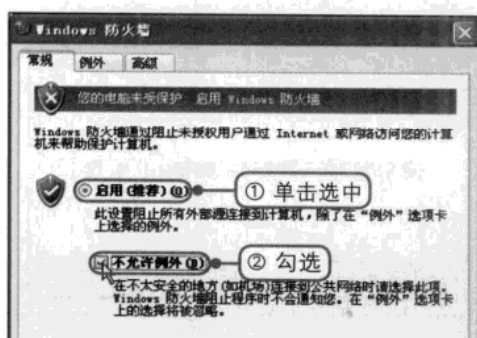 Windows 防火墙
常规 例外 高级
您的电脑未受保护 启用 Windows 防火墙
Windows 防火墙通过阻止未授权用户通过 Internet 或网络访问您的计算
机来帮助保护计算机。
启用(推荐)(O) ① 单击选中
此设置阻止所有外部源连接到计算机，除了在“例外”选项卡
上选择的例外。
不允许例外(D) ② 勾选
在不太安全的地方(如机场)连接到公共网络时请选择此项。
Windows 防火墙阻止程序时不会通知您。在“例外”选项卡
上的选择将被忽略。